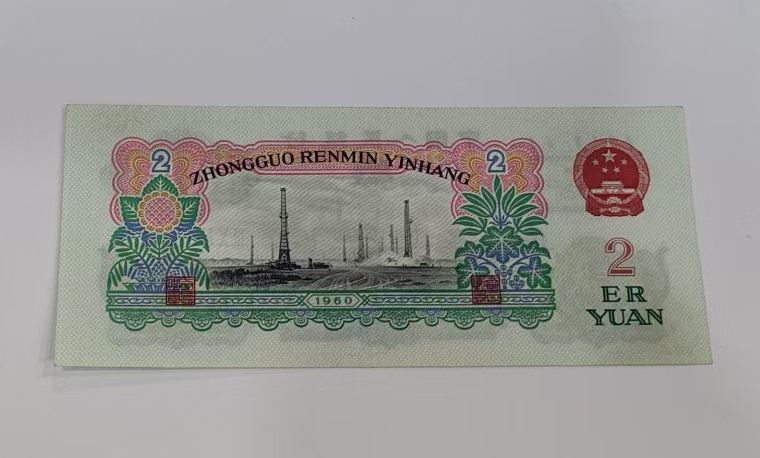 2
2
ZHONGGUO RENMIN YINHANG
1960
2
ER
YUAN